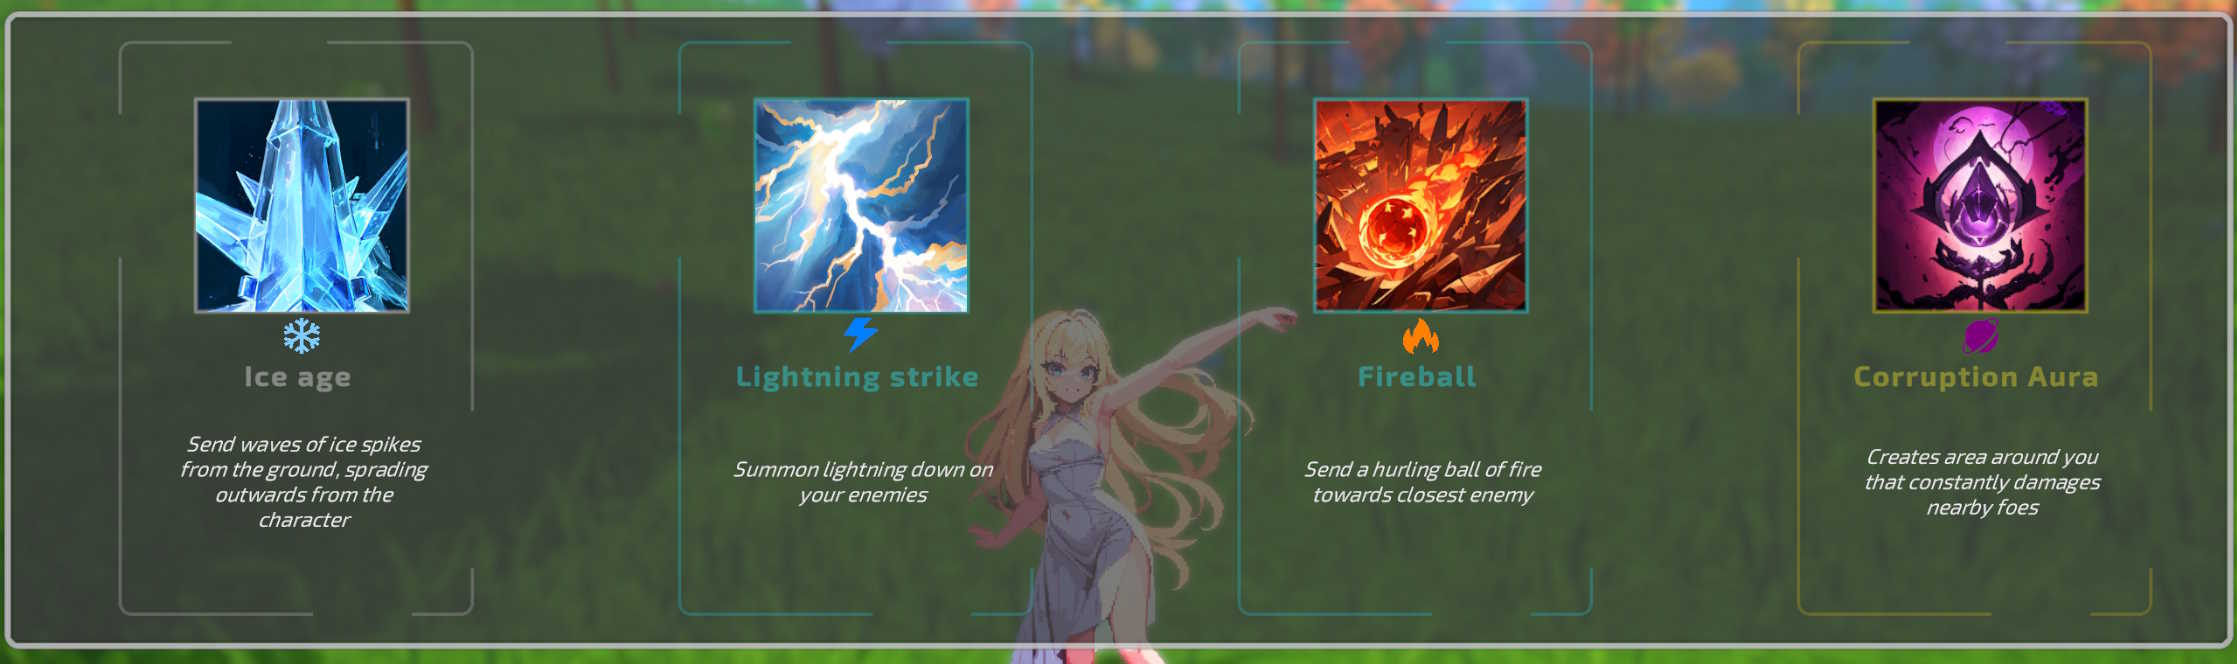 Ice age
Send waves of ice spikes
from the ground, sprading
outwards from the
character
Lightning strike
Summon lightning down on
your enemies
Fireball
Send a hurling ball of fire
towards closest enemy
Corruption Aura
Creates area around you
that constantly damages
nearby foes